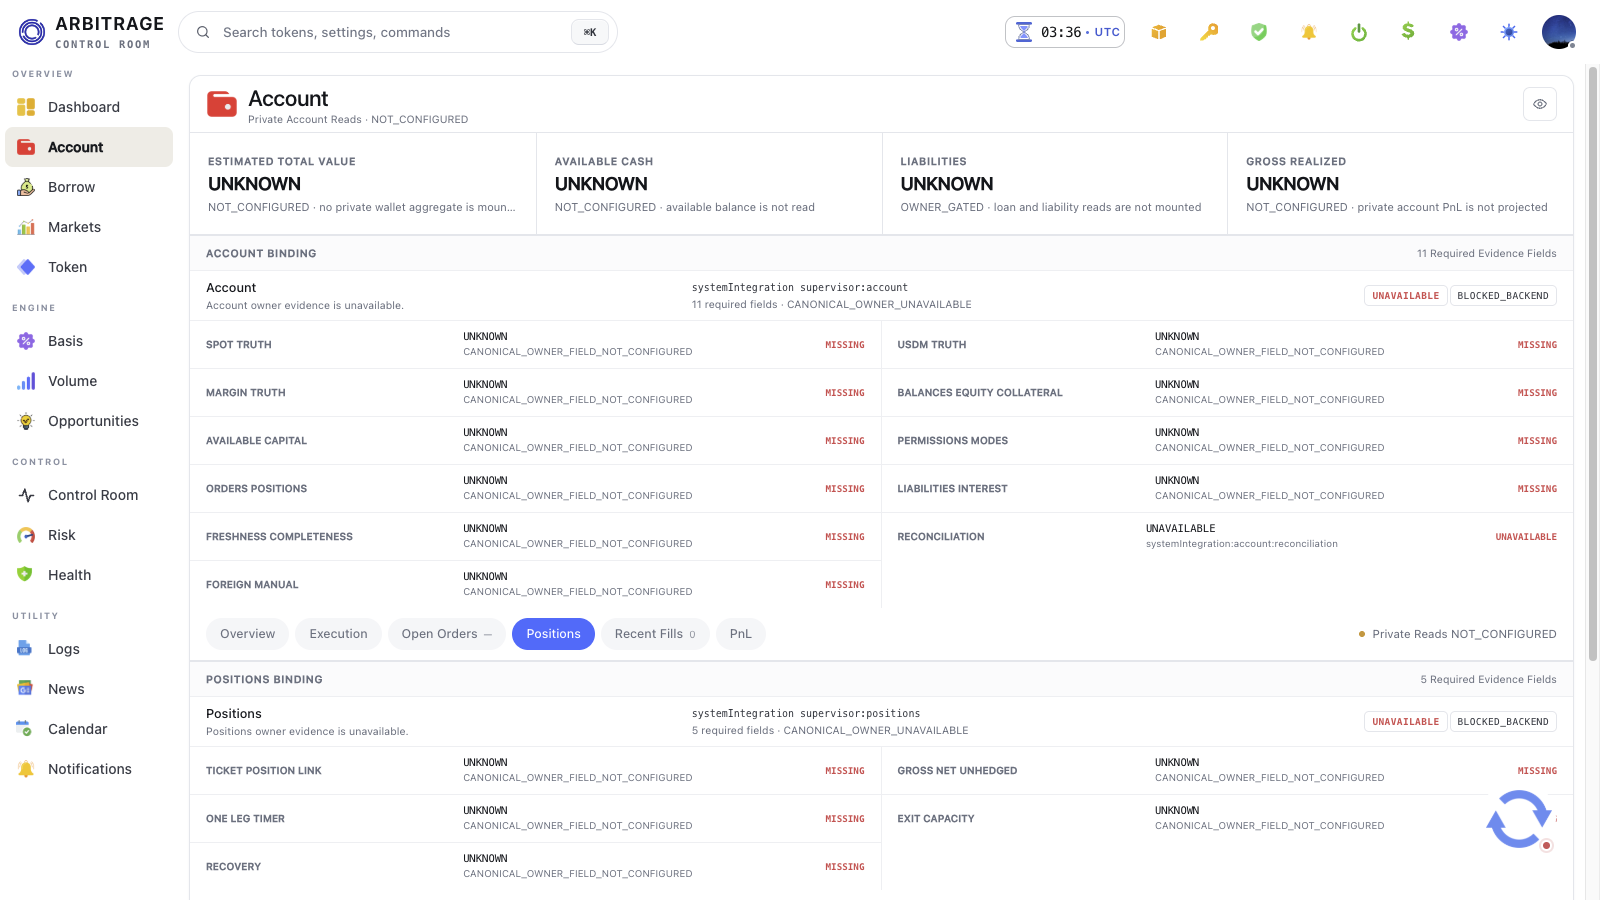 ARBITRAGE
CONTROL ROOM
Search tokens, settings, commands
⌘K
03:36 • UTC
OVERVIEW
Dashboard
Account
Borrow
Markets
Token
ENGINE
Basis
Volume
Opportunities
CONTROL
Control Room
Risk
Health
UTILITY
Logs
News
Calendar
Notifications
Account
Private Account Reads · NOT_CONFIGURED
ESTIMATED TOTAL VALUE
UNKNOWN
NOT_CONFIGURED · no private wallet aggregate is moun...
AVAILABLE CASH
UNKNOWN
NOT_CONFIGURED · available balance is not read
LIABILITIES
UNKNOWN
OWNER_GATED · loan and liability reads are not mounted
GROSS REALIZED
UNKNOWN
NOT_CONFIGURED · private account PnL is not projected
ACCOUNT BINDING
11 Required Evidence Fields
Account
Account owner evidence is unavailable.
systemIntegration supervisor:account
11 required fields · CANONICAL_OWNER_UNAVAILABLE
UNAVAILABLE
BLOCKED_BACKEND
SPOT TRUTH
UNKNOWN
CANONICAL_OWNER_FIELD_NOT_CONFIGURED
MISSING
USDM TRUTH
UNKNOWN
CANONICAL_OWNER_FIELD_NOT_CONFIGURED
MISSING
MARGIN TRUTH
UNKNOWN
CANONICAL_OWNER_FIELD_NOT_CONFIGURED
MISSING
BALANCES EQUITY COLLATERAL
UNKNOWN
CANONICAL_OWNER_FIELD_NOT_CONFIGURED
MISSING
AVAILABLE CAPITAL
UNKNOWN
CANONICAL_OWNER_FIELD_NOT_CONFIGURED
MISSING
PERMISSIONS MODES
UNKNOWN
CANONICAL_OWNER_FIELD_NOT_CONFIGURED
MISSING
ORDERS POSITIONS
UNKNOWN
CANONICAL_OWNER_FIELD_NOT_CONFIGURED
MISSING
LIABILITIES INTEREST
UNKNOWN
CANONICAL_OWNER_FIELD_NOT_CONFIGURED
MISSING
FRESHNESS COMPLETENESS
UNKNOWN
CANONICAL_OWNER_FIELD_NOT_CONFIGURED
MISSING
RECONCILIATION
UNAVAILABLE
systemIntegration:account:reconciliation
UNAVAILABLE
FOREIGN MANUAL
UNKNOWN
CANONICAL_OWNER_FIELD_NOT_CONFIGURED
MISSING
Overview
Execution
Open Orders —
Positions
Recent Fills 0
PnL
Private Reads NOT_CONFIGURED
POSITIONS BINDING
5 Required Evidence Fields
Positions
Positions owner evidence is unavailable.
systemIntegration supervisor:positions
5 required fields · CANONICAL_OWNER_UNAVAILABLE
UNAVAILABLE
BLOCKED_BACKEND
TICKET POSITION LINK
UNKNOWN
CANONICAL_OWNER_FIELD_NOT_CONFIGURED
MISSING
GROSS NET UNHEDGED
UNKNOWN
CANONICAL_OWNER_FIELD_NOT_CONFIGURED
MISSING
ONE LEG TIMER
UNKNOWN
CANONICAL_OWNER_FIELD_NOT_CONFIGURED
MISSING
EXIT CAPACITY
UNKNOWN
CANONICAL_OWNER_FIELD_NOT_CONFIGURED
RECOVERY
UNKNOWN
CANONICAL_OWNER_FIELD_NOT_CONFIGURED
MISSING